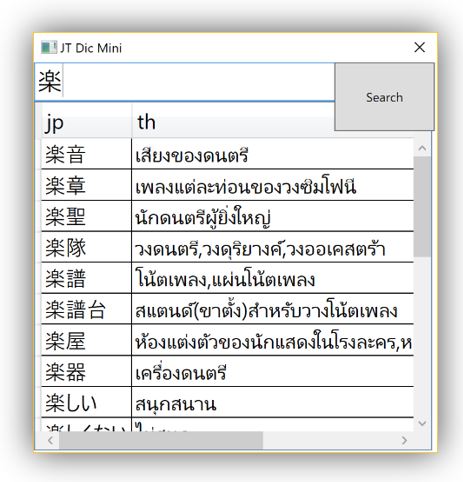 JT Dic Mini
楽
Search
jp th
楽音 เสียงของดนตรี
楽章 เพลงแต่ละท่อนของวงซิมโฟนี
楽聖 นักดนตรีผู้ยิ่งใหญ่
楽隊 วงดนตรี,วงดุริยางค์,วงออเคสตร้า
楽譜 โน้ตเพลง,แผ่นโน้ตเพลง
楽譜台 สแตนด์(ขาตั้ง)สำหรับวางโน้ตเพลง
楽屋 ห้องแต่งตัวของนักแสดงในโรงละคร,ห
楽器 เครื่องดนตรี
楽しい สนุกสนาน
楽しくない